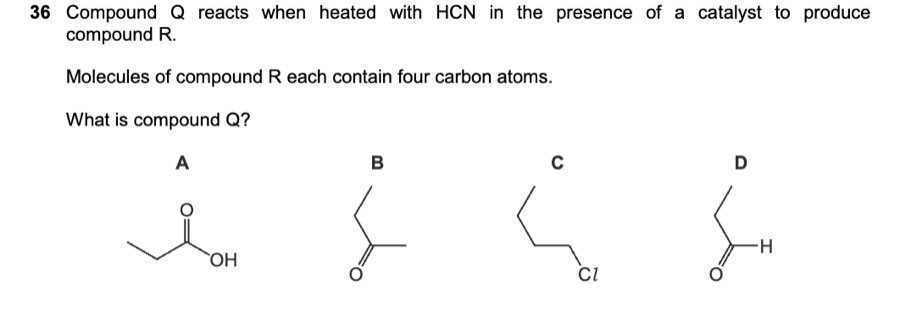 36 Compound Q reacts when heated with HCN in the presence of a catalyst to produce
compound R.
Molecules of compound R each contain four carbon atoms.
What is compound Q?
A B C D
O
OH
O
Cl
O
H